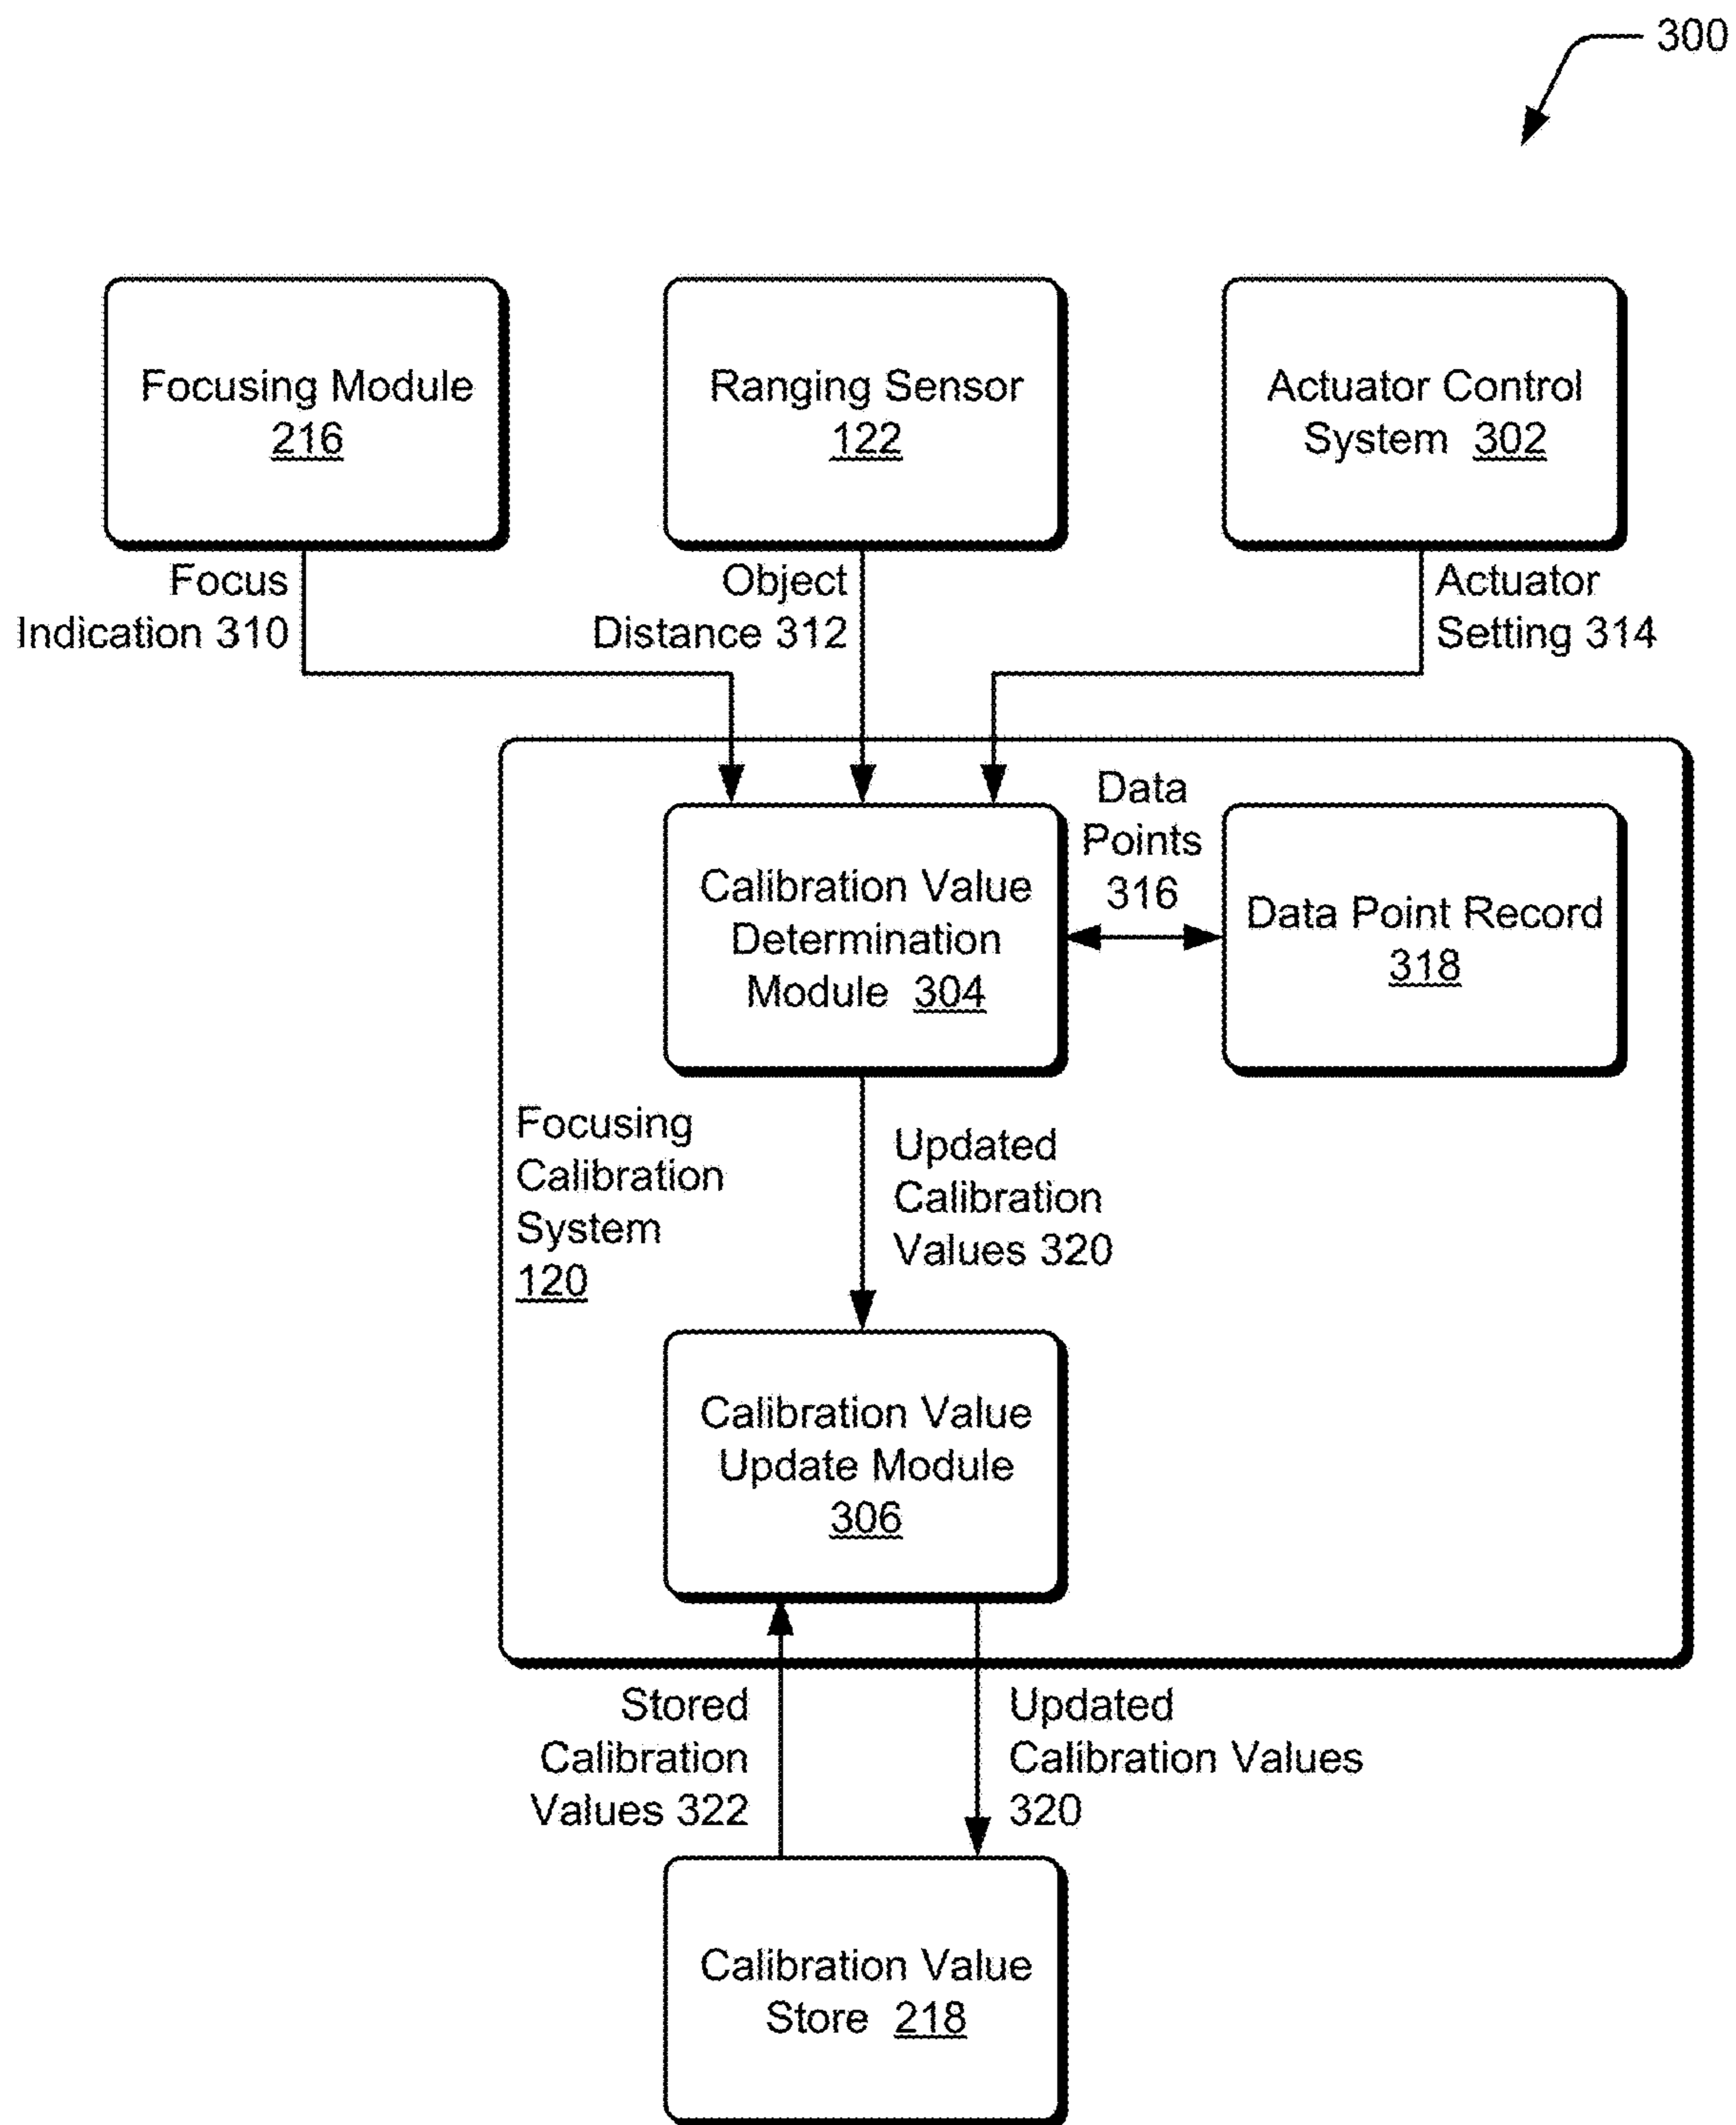 300
Focusing Module
216
Ranging Sensor
122
Actuator Control
System 302
Focus
Indication 310
Object
Distance 312
Actuator
Setting 314
Data
Points
316
Calibration Value
Determination
Module 304
Data Point Record
318
Focusing
Calibration
System
120
Updated
Calibration
Values 320
Calibration Value
Update Module
306
Stored
Calibration
Values 322
Updated
Calibration Values
320
Calibration Value
Store 218